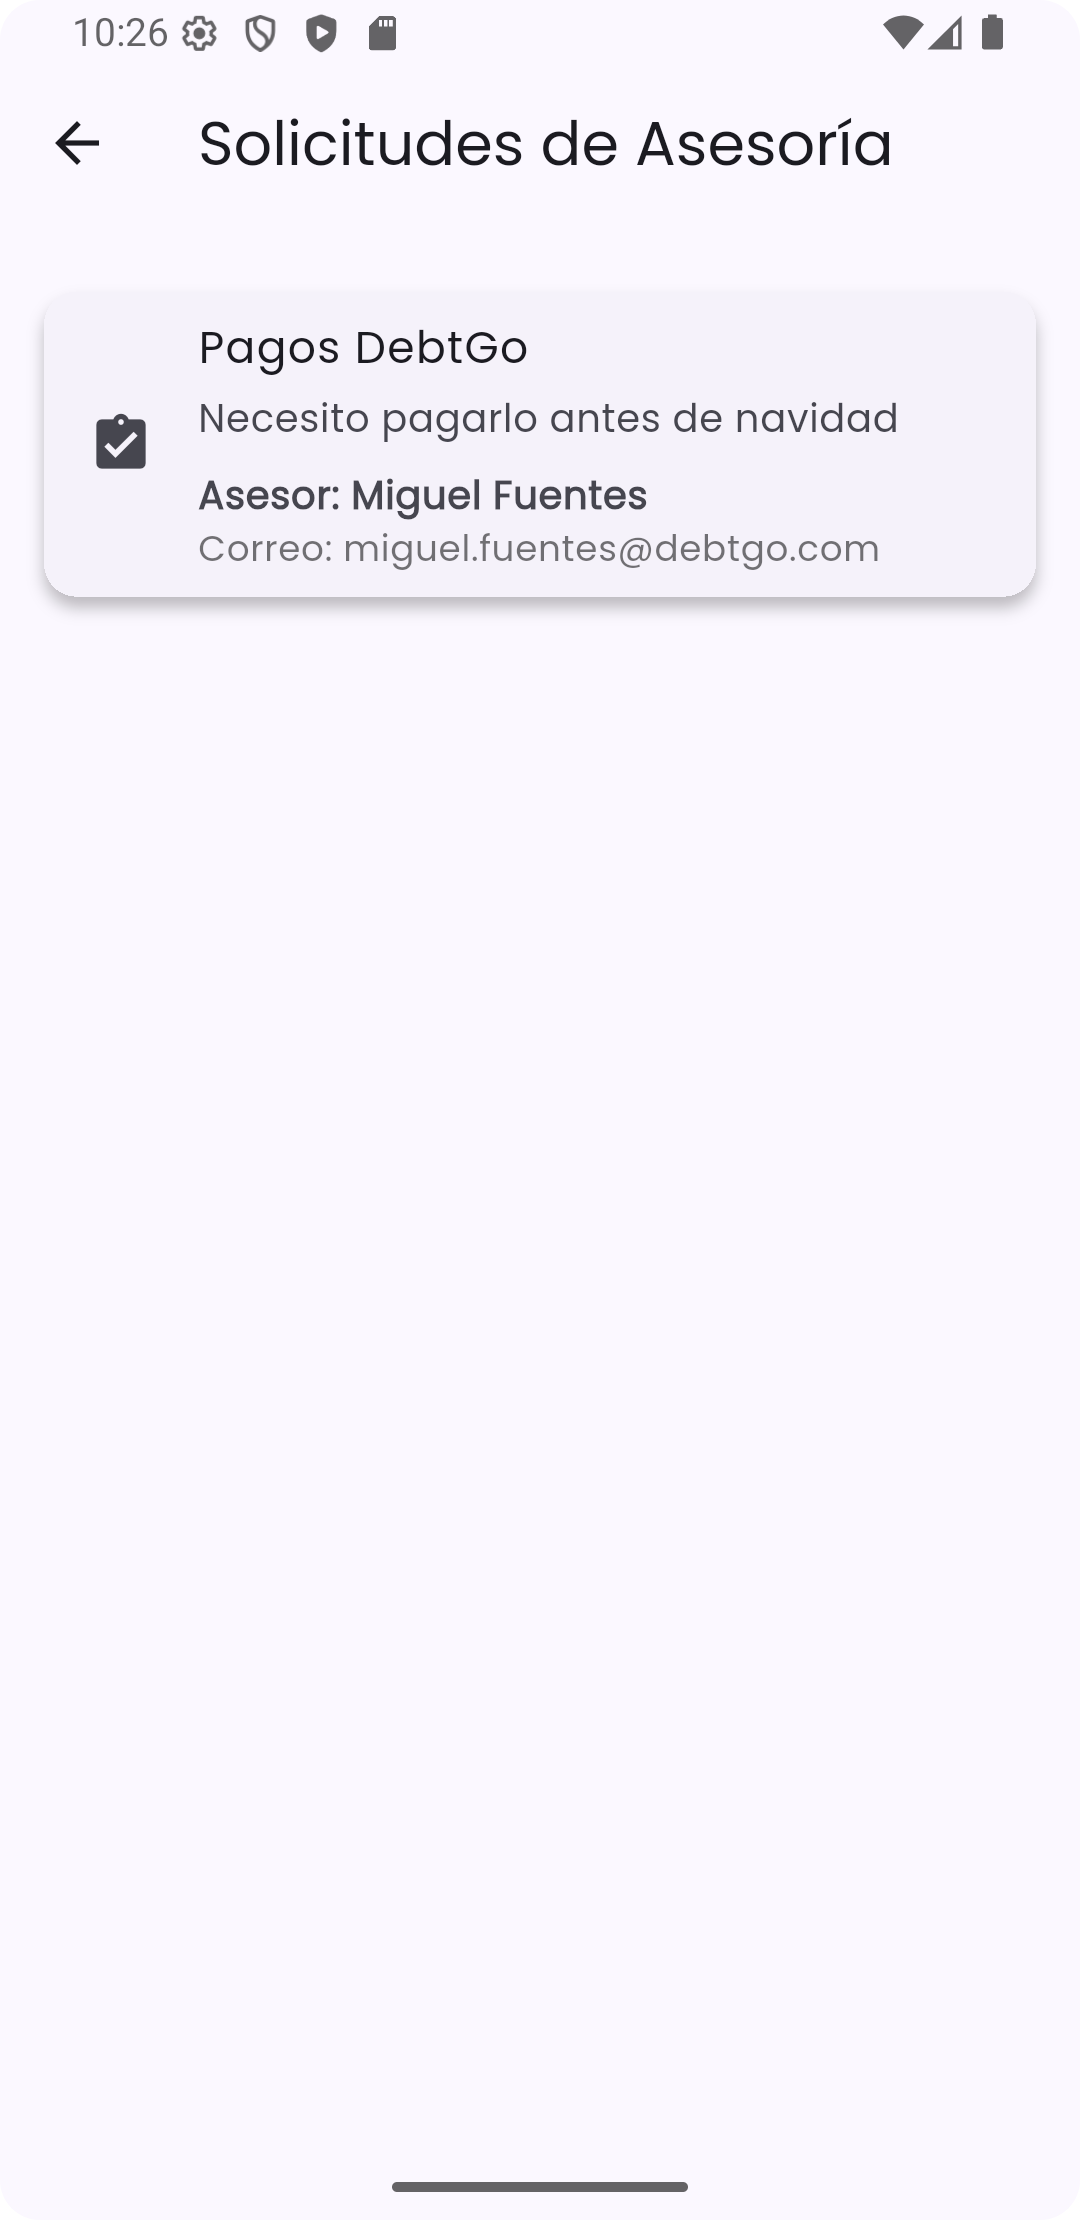 10:26
Solicitudes de Asesoría
Pagos DebtGo
Necesito pagarlo antes de navidad
Asesor: Miguel Fuentes
Correo: miguel.fuentes@debtgo.com